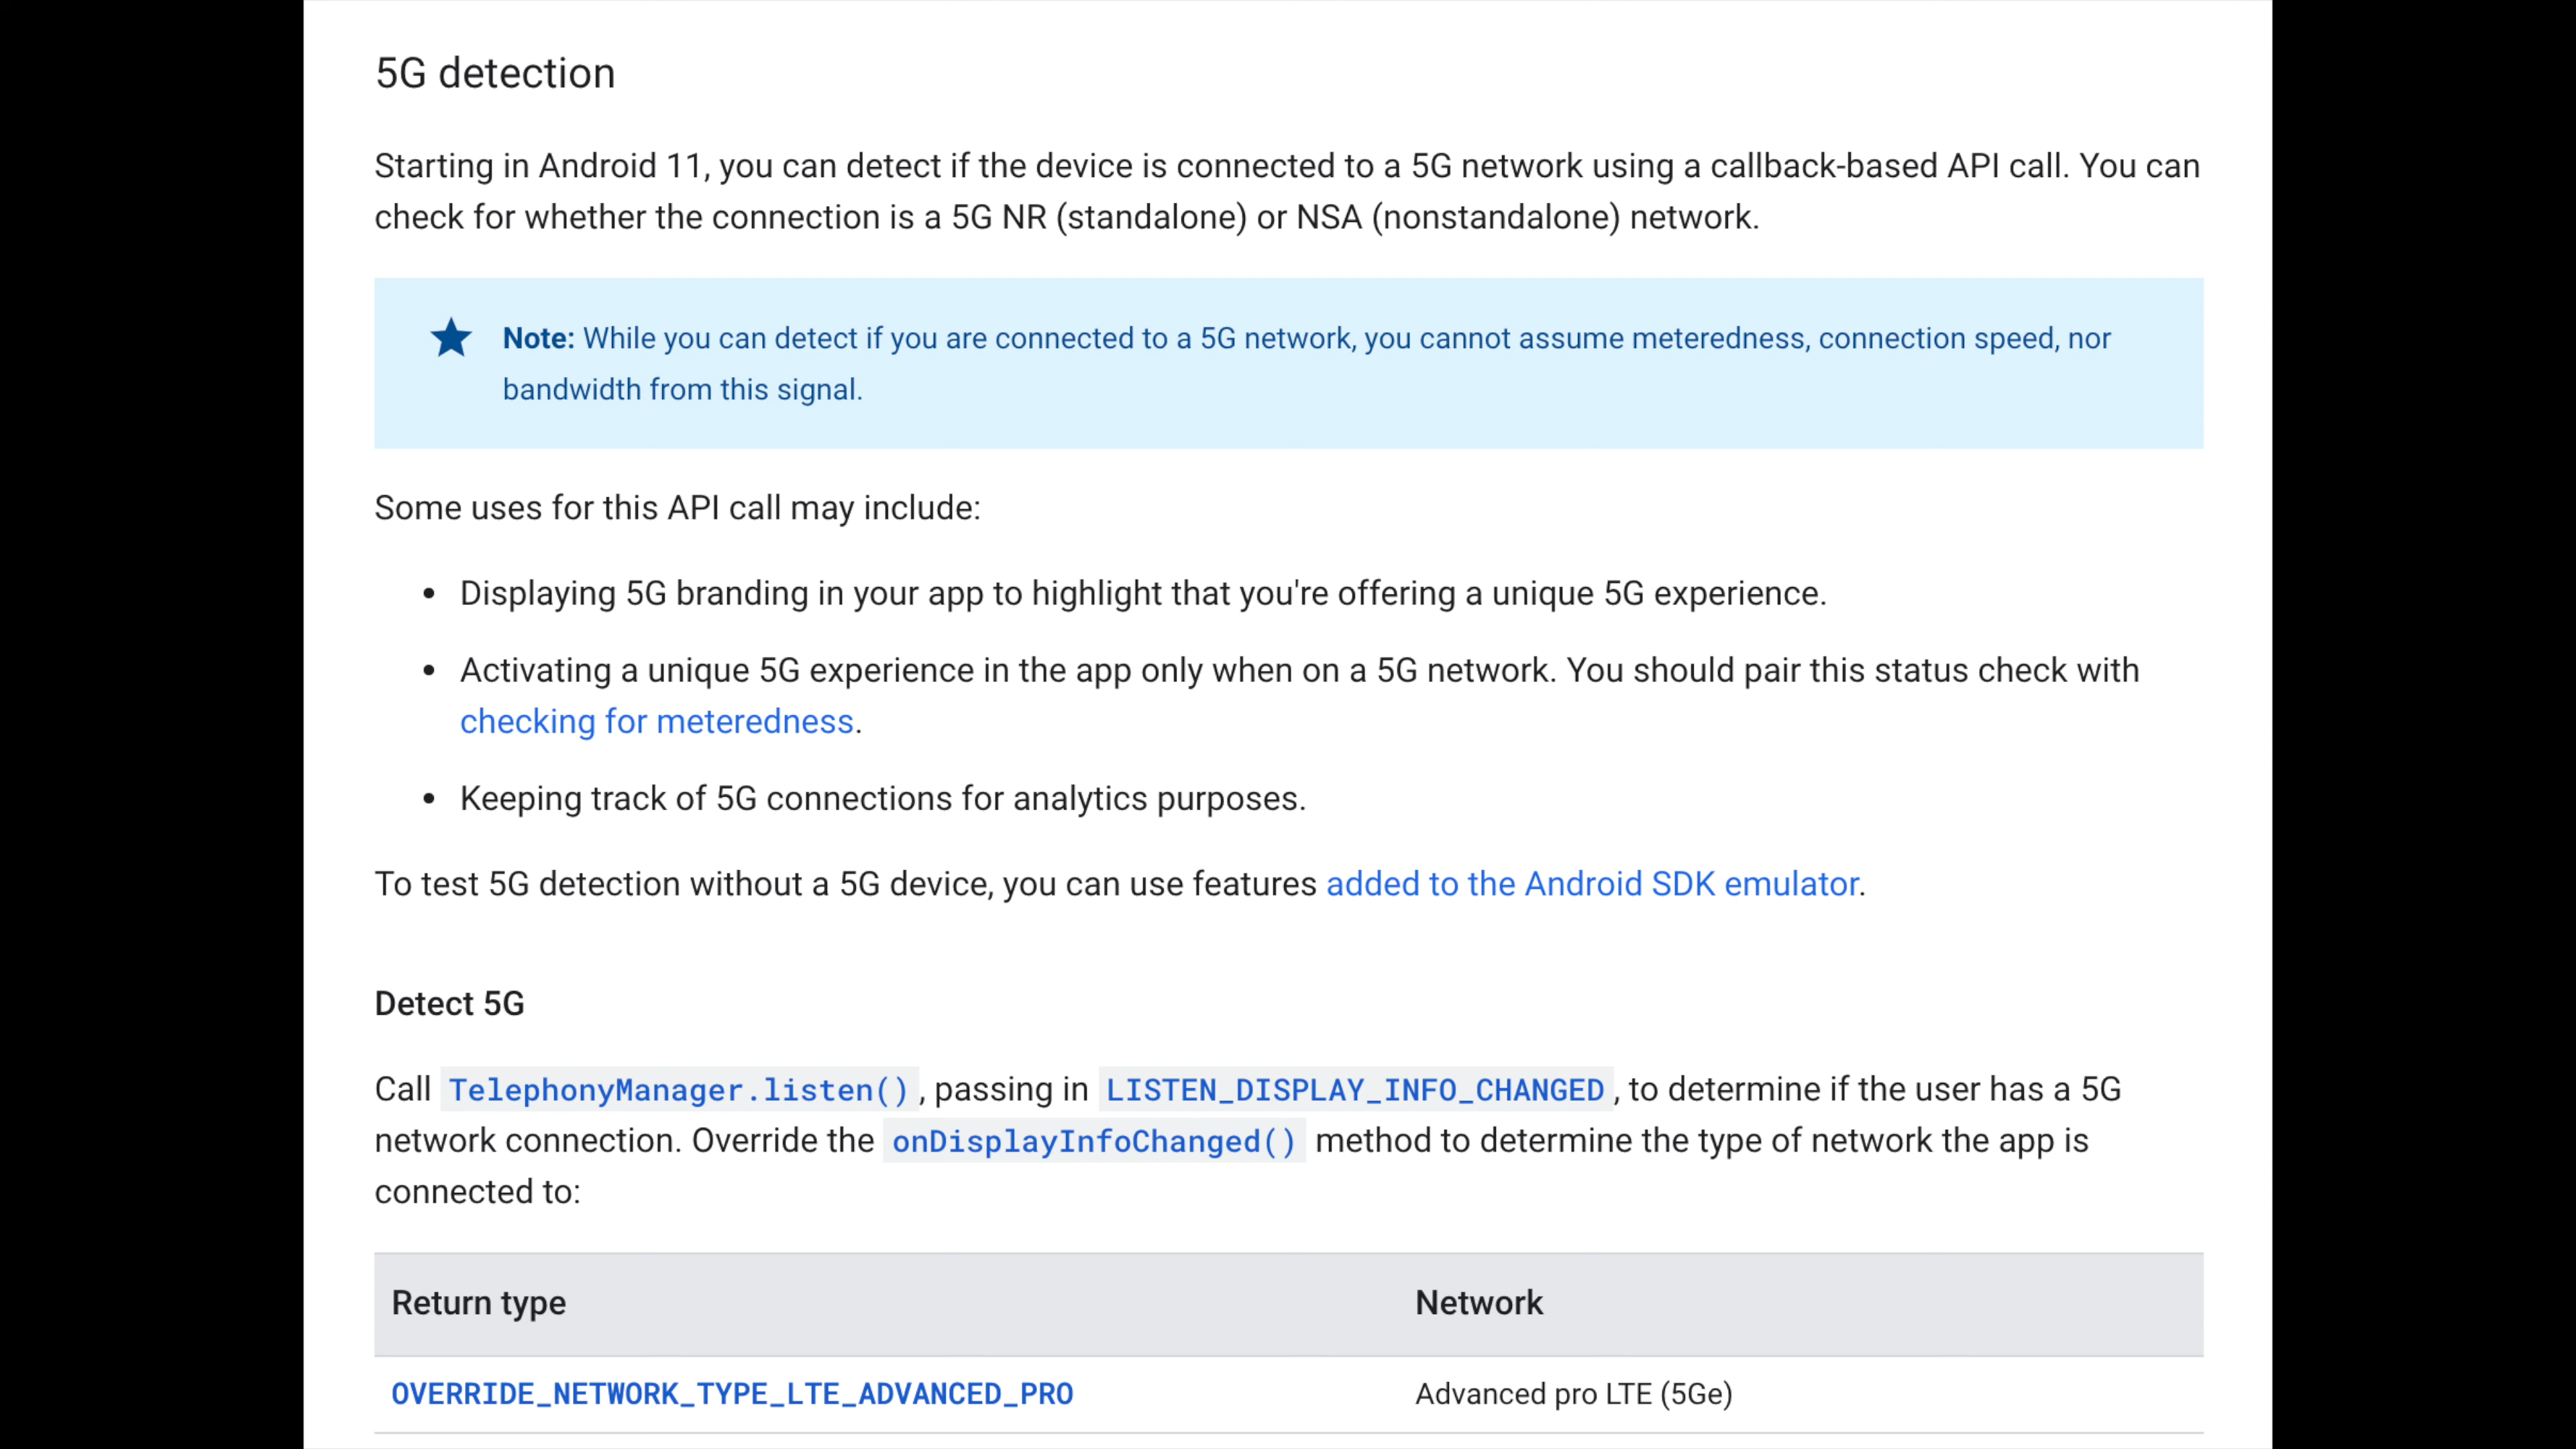 5G detection
Starting in Android 11, you can detect if the device is connected to a 5G network using a callback-based API call. You can
check for whether the connection is a 5G NR (standalone) or NSA (nonstandalone) network.
Note: While you can detect if you are connected to a 5G network, you cannot assume meteredness, connection speed, nor
bandwidth from this signal.
Some uses for this API call may include:
• Displaying 5G branding in your app to highlight that you're offering a unique 5G experience.
• Activating a unique 5G experience in the app only when on a 5G network. You should pair this status check with
checking for meteredness.
• Keeping track of 5G connections for analytics purposes.
To test 5G detection without a 5G device, you can use features added to the Android SDK emulator.
Detect 5G
Call TelephonyManager.listen(), passing in LISTEN_DISPLAY_INFO_CHANGED, to determine if the user has a 5G
network connection. Override the onDisplayInfoChanged() method to determine the type of network the app is
connected to:
Return type Network
OVERRIDE_NETWORK_TYPE_LTE_ADVANCED_PRO Advanced pro LTE (5Ge)